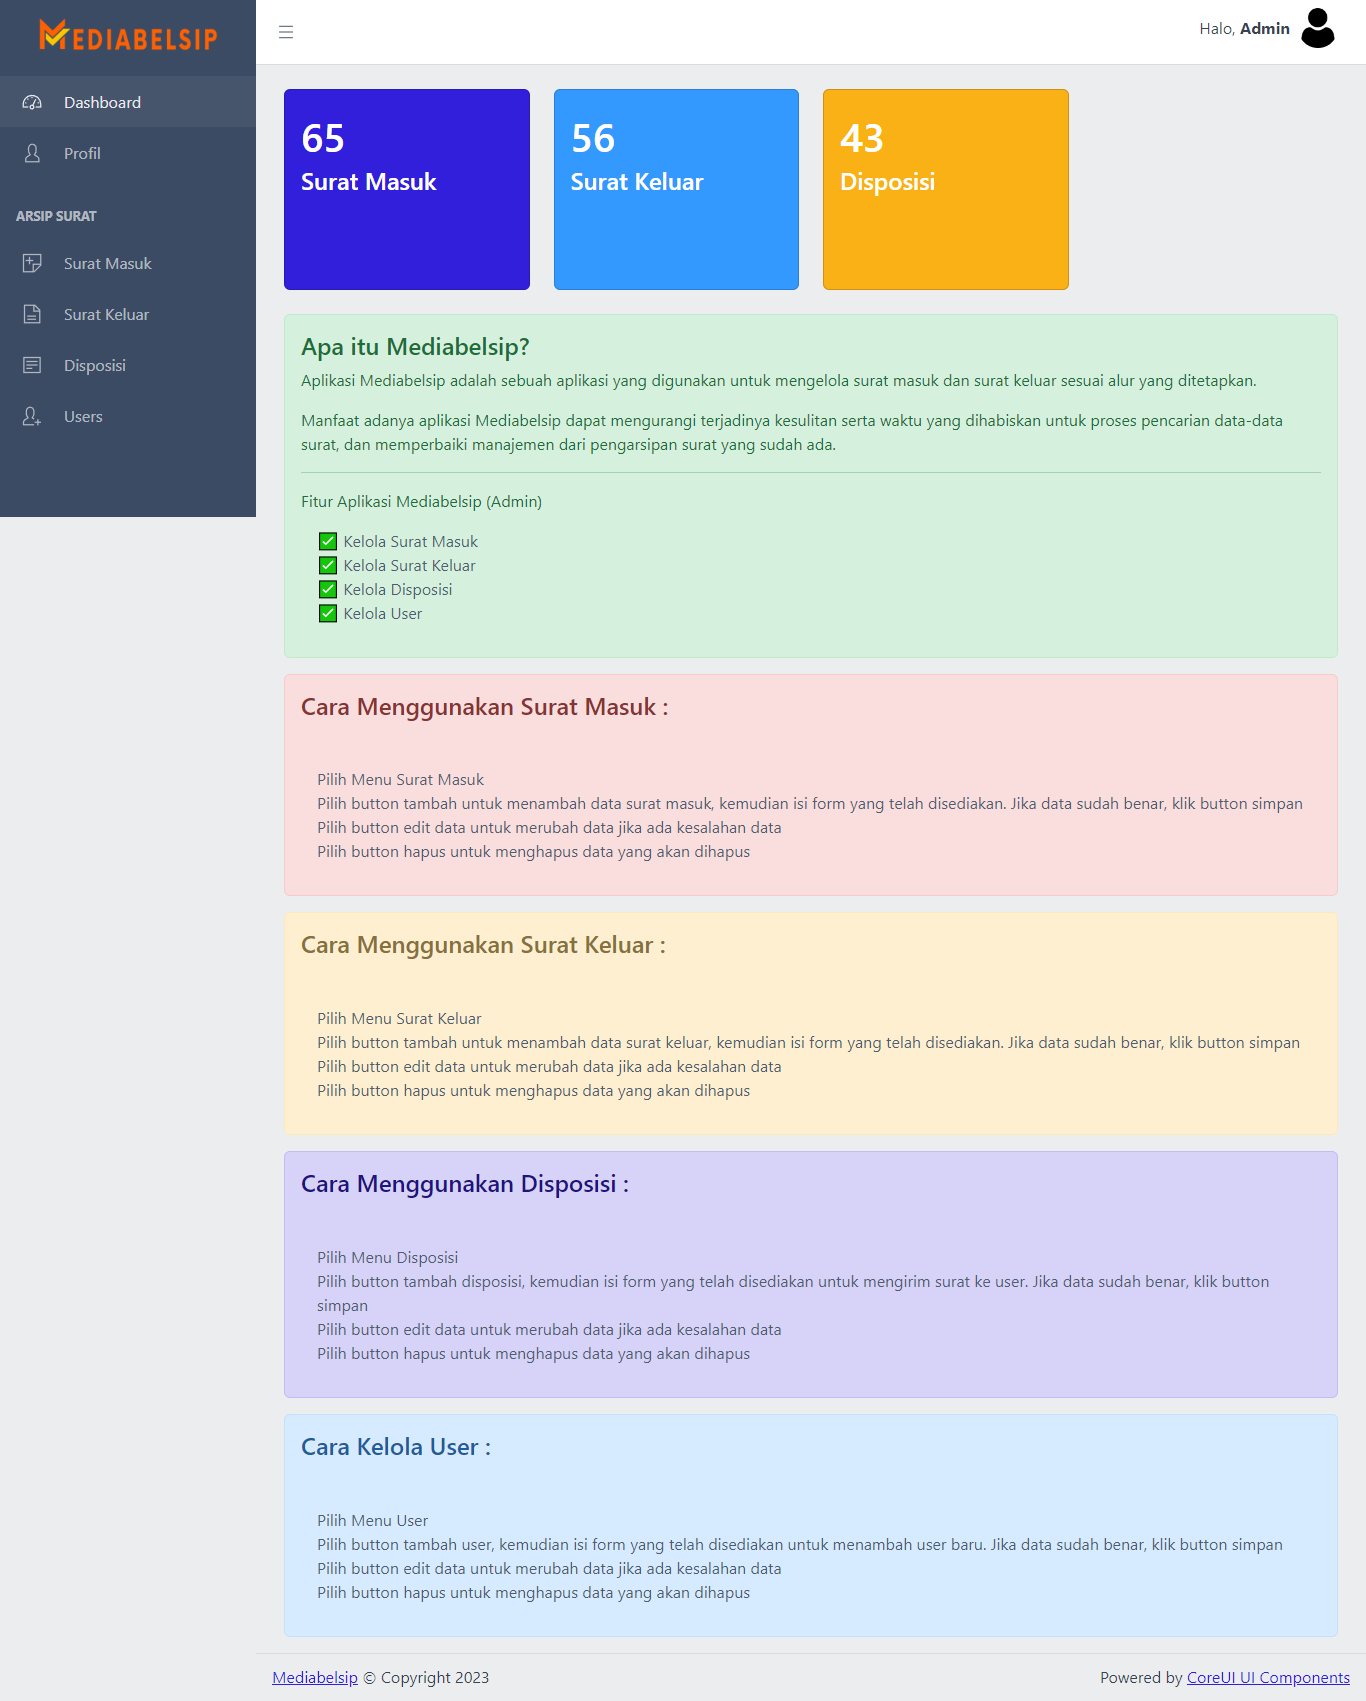 MEDIABELSIP
Halo, Admin
Dashboard
Profil
ARSIP SURAT
Surat Masuk
Surat Keluar
Disposisi
Users
65
Surat Masuk
56
Surat Keluar
43
Disposisi
Apa itu Mediabelsip?
Aplikasi Mediabelsip adalah sebuah aplikasi yang digunakan untuk mengelola surat masuk dan surat keluar sesuai alur yang ditetapkan.
Manfaat adanya aplikasi Mediabelsip dapat mengurangi terjadinya kesulitan serta waktu yang dihabiskan untuk proses pencarian data-data
surat, dan memperbaiki manajemen dari pengarsipan surat yang sudah ada.
Fitur Aplikasi Mediabelsip (Admin)
✅ Kelola Surat Masuk
✅ Kelola Surat Keluar
✅ Kelola Disposisi
✅ Kelola User
Cara Menggunakan Surat Masuk :
Pilih Menu Surat Masuk
Pilih button tambah untuk menambah data surat masuk, kemudian isi form yang telah disediakan. Jika data sudah benar, klik button simpan
Pilih button edit data untuk merubah data jika ada kesalahan data
Pilih button hapus untuk menghapus data yang akan dihapus
Cara Menggunakan Surat Keluar :
Pilih Menu Surat Keluar
Pilih button tambah untuk menambah data surat keluar, kemudian isi form yang telah disediakan. Jika data sudah benar, klik button simpan
Pilih button edit data untuk merubah data jika ada kesalahan data
Pilih button hapus untuk menghapus data yang akan dihapus
Cara Menggunakan Disposisi :
Pilih Menu Disposisi
Pilih button tambah disposisi, kemudian isi form yang telah disediakan untuk mengirim surat ke user. Jika data sudah benar, klik button
simpan
Pilih button edit data untuk merubah data jika ada kesalahan data
Pilih button hapus untuk menghapus data yang akan dihapus
Cara Kelola User :
Pilih Menu User
Pilih button tambah user, kemudian isi form yang telah disediakan untuk menambah user baru. Jika data sudah benar, klik button simpan
Pilih button edit data untuk merubah data jika ada kesalahan data
Pilih button hapus untuk menghapus data yang akan dihapus
Mediabelsip © Copyright 2023
Powered by CoreUI UI Components